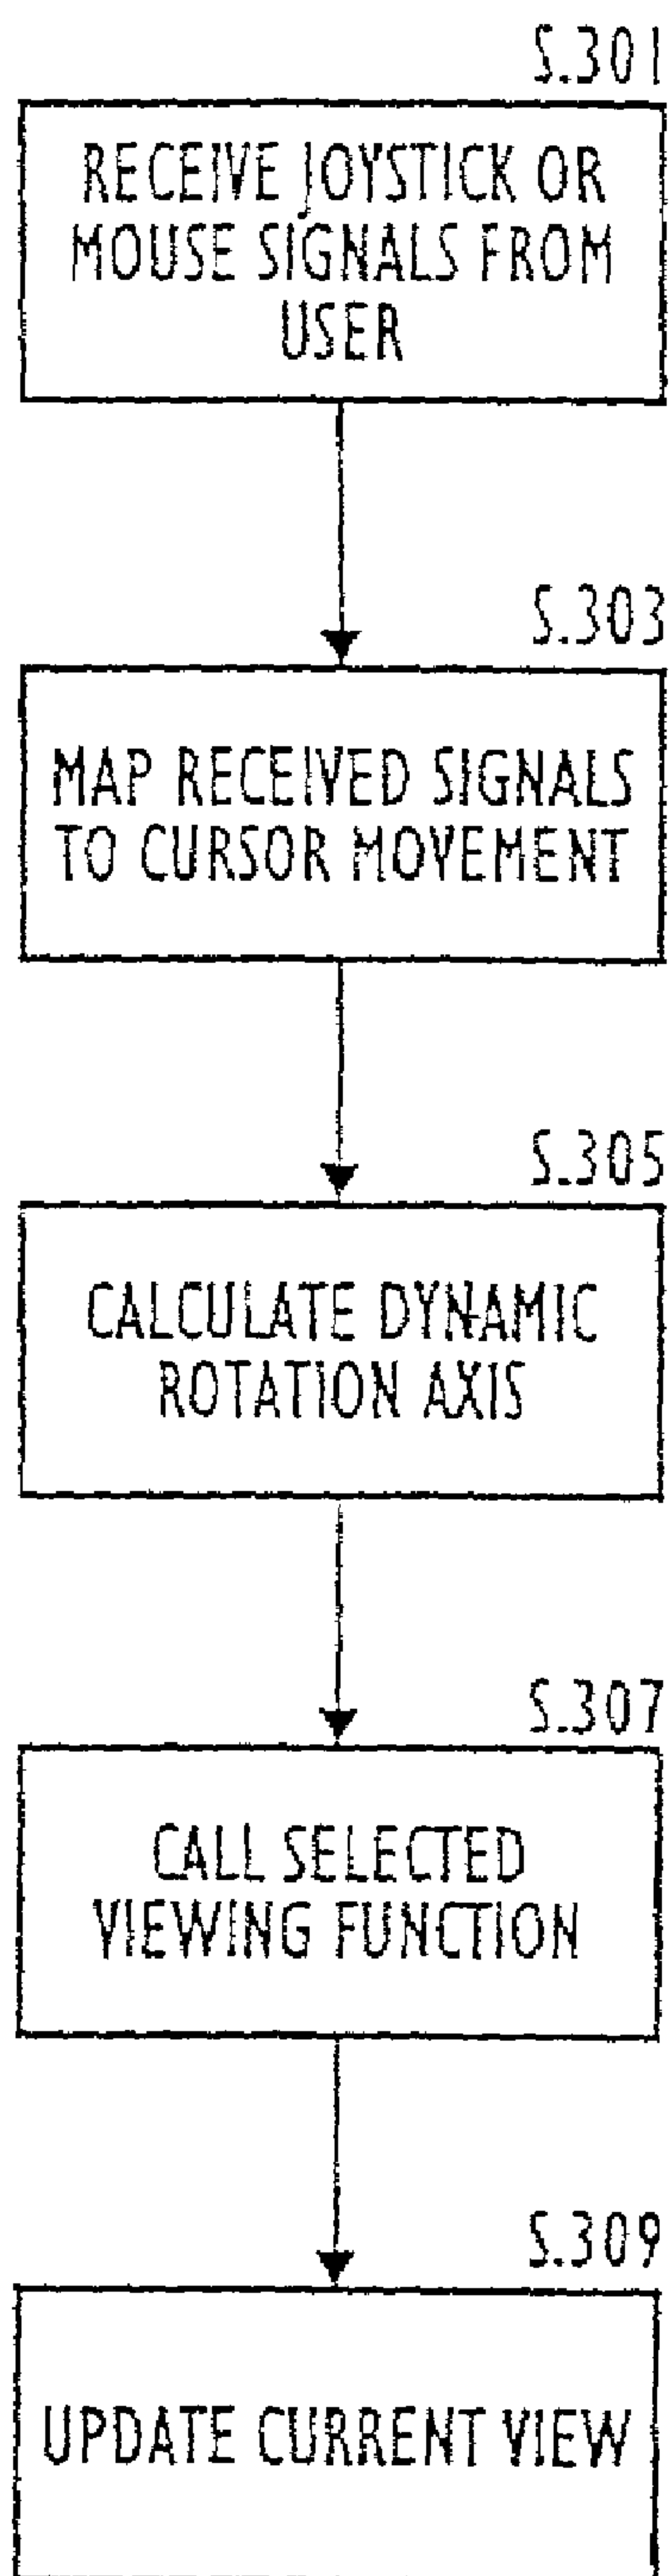 S.301
RECEIVE JOYSTICK OR
MOUSE SIGNALS FROM
USER
S.303
MAP RECEIVED SIGNALS
TO CURSOR MOVEMENT
S.305
CALCULATE DYNAMIC
ROTATION AXIS
S.307
CALL SELECTED
VIEWING FUNCTION
S.309
UPDATE CURRENT VIEW